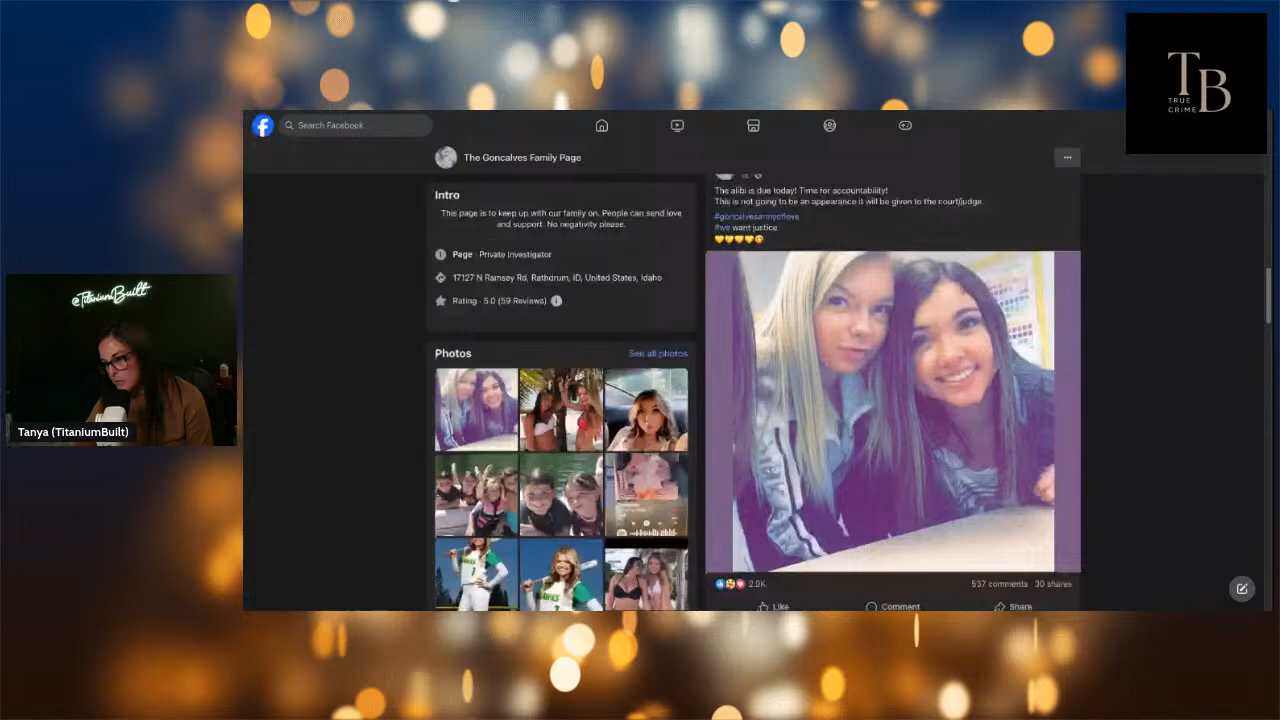 TB
TRUE
CRIME
Search Facebook
The Goncalves Family Page
...
Intro
This page is to keep up with our family on. People can send love
and support. No negativity please.
Page · Private Investigator
17127 N Ramsey Rd, Rathdrum, ID, United States, Idaho
Rating · 5.0 (59 Reviews)
Photos
See all photos
The alibi is due today! Time for accountability!
This is not going to be an appearance it will be given to the court/judge.
#goncalvesarmyoflove
#we want justice
2.9K
537 comments 30 shares
Like
Comment
Share
@TitaniumBuilt
Tanya (TitaniumBuilt)